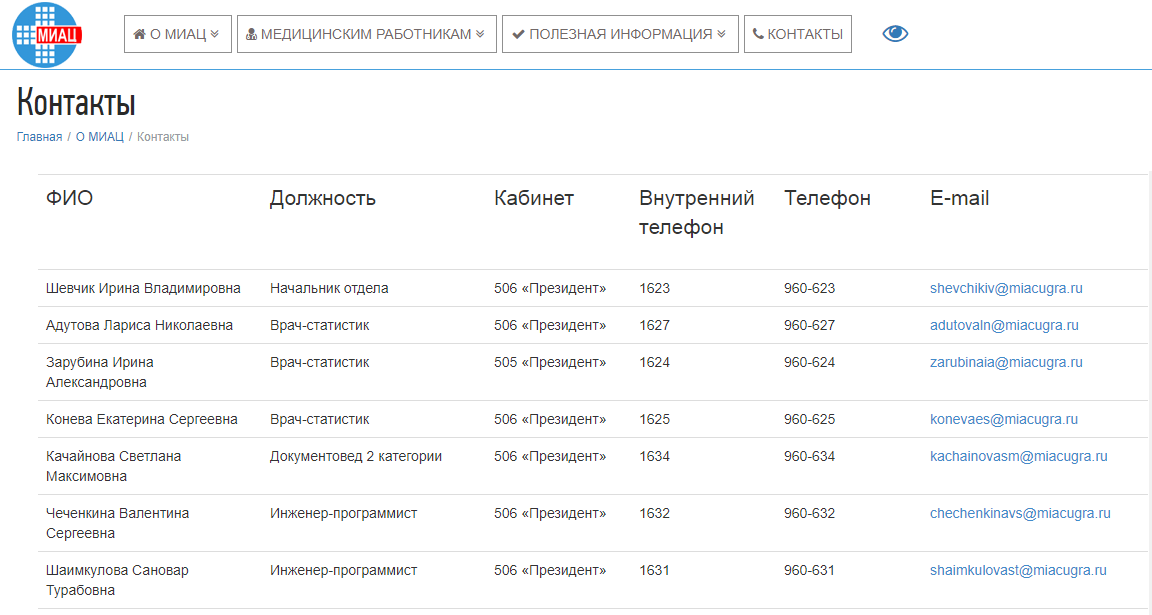 МИАЦ
О МИАЦ
МЕДИЦИНСКИМ РАБОТНИКАМ
ПОЛЕЗНАЯ ИНФОРМАЦИЯ
КОНТАКТЫ
Контакты
Главная / О МИАЦ / Контакты
ФИО Должность Кабинет Внутренний телефон Телефон E-mail
Шевчик Ирина Владимировна Начальник отдела 506 «Президент» 1623 960-623 shevchikiv@miacugra.ru
Адутова Лариса Николаевна Врач-статистик 506 «Президент» 1627 960-627 adutovaln@miacugra.ru
Зарубина Ирина Александровна Врач-статистик 505 «Президент» 1624 960-624 zarubinaia@miacugra.ru
Конева Екатерина Сергеевна Врач-статистик 506 «Президент» 1625 960-625 konevaes@miacugra.ru
Качайнова Светлана Максимовна Документовед 2 категории 506 «Президент» 1634 960-634 kachainovasm@miacugra.ru
Чеченкина Валентина Сергеевна Инженер-программист 506 «Президент» 1632 960-632 chechenkinavs@miacugra.ru
Шаимкулова Сановар Турабовна Инженер-программист 506 «Президент» 1631 960-631 shaimkulovast@miacugra.ru